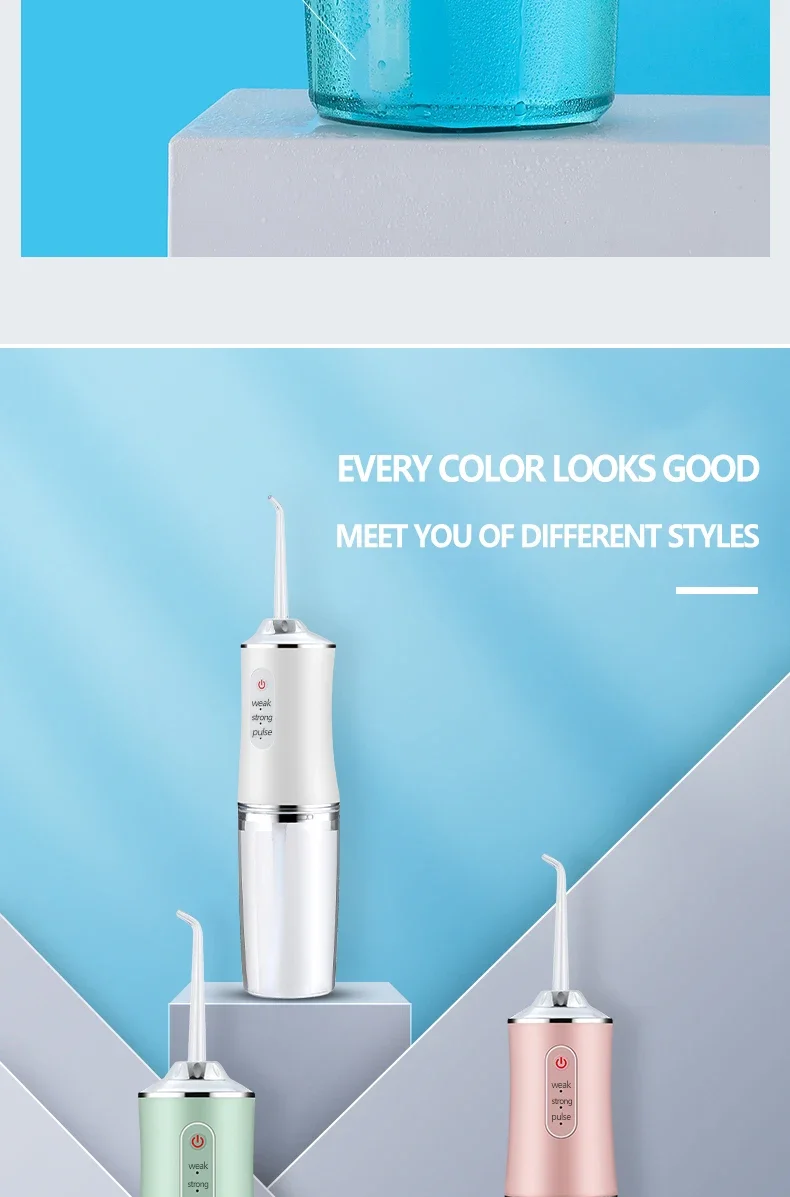 EVERY COLOR LOOKS GOOD
MEET YOU OF DIFFERENT STYLES
weak
strong
pulse
weak
strong
pulse
weak
strong